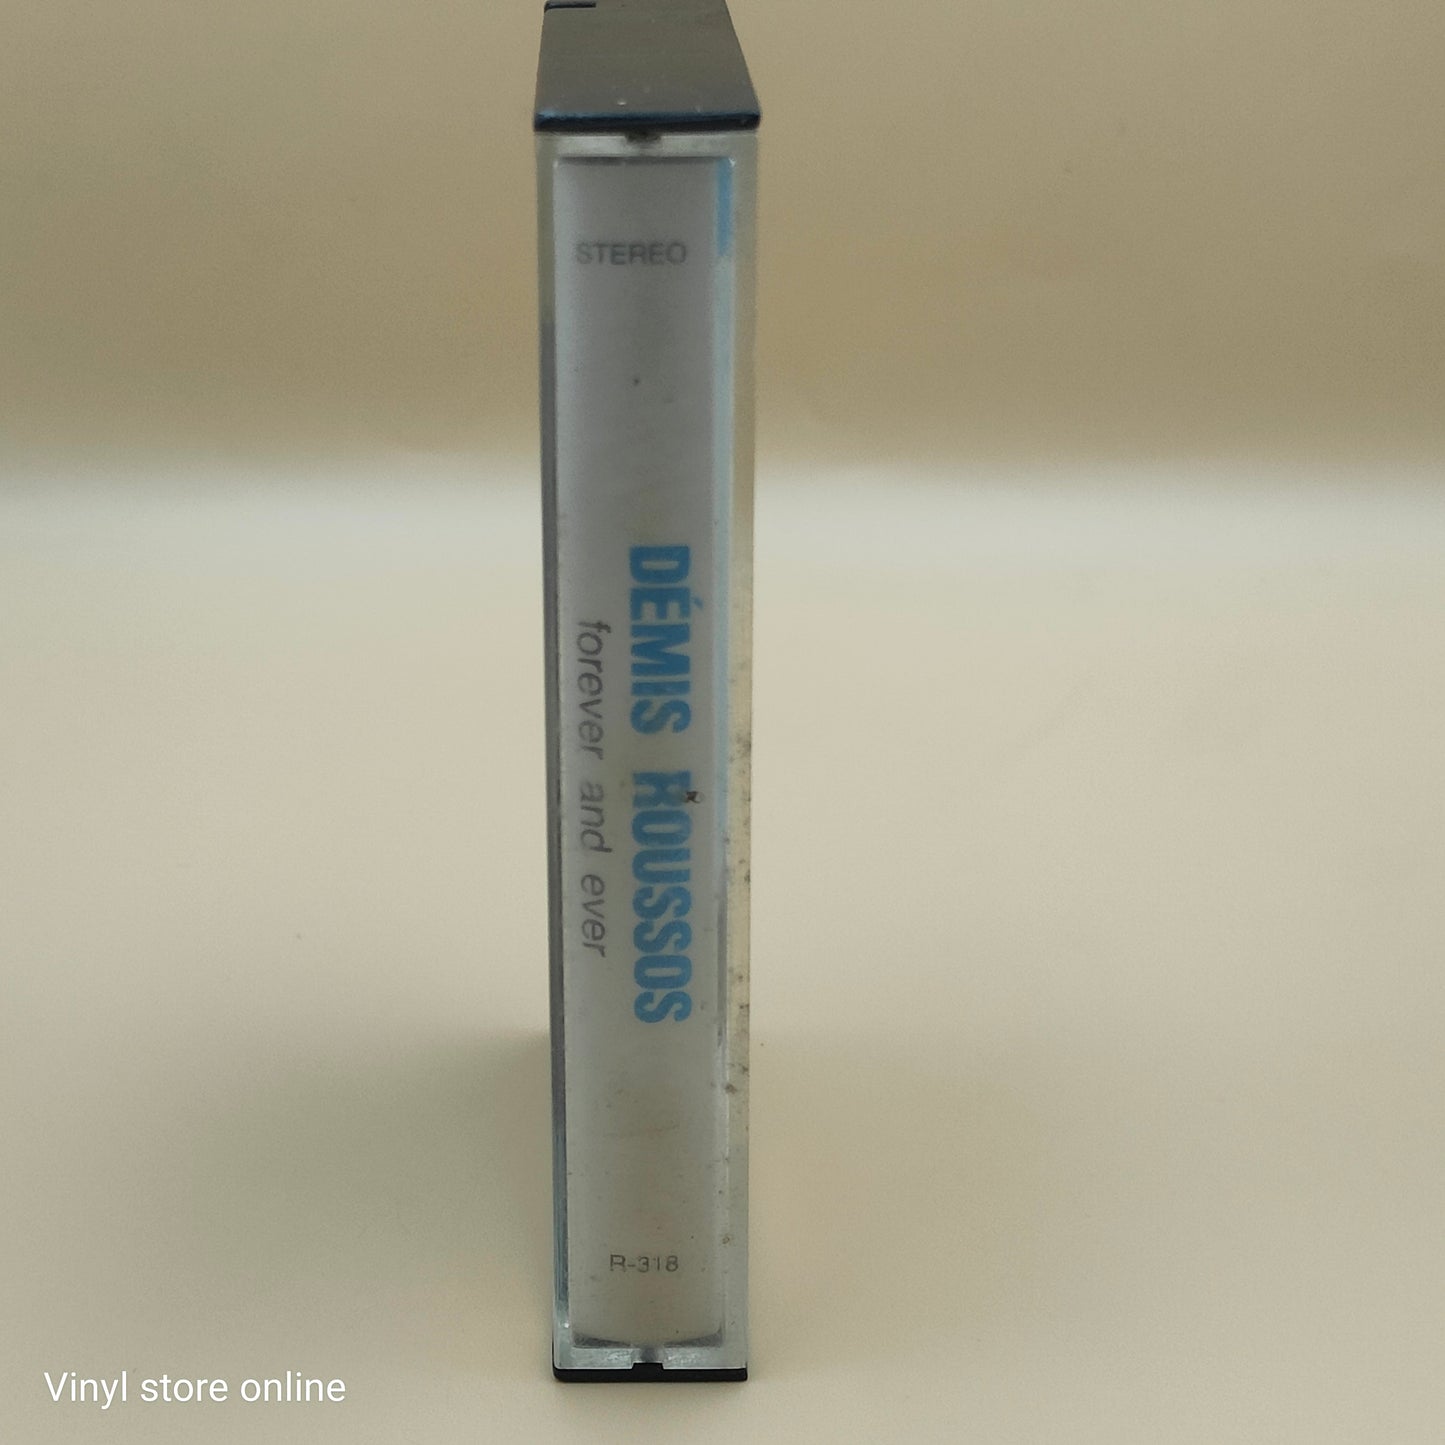 STEREO
DÉMIS ROUSSOS
forever and ever
R-318
Vinyl store online